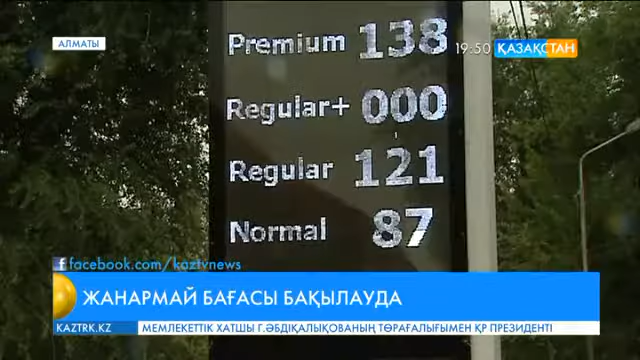 АЛМАТЫ
19:50 ҚАЗАҚСТАН
Premium 138
Regular+ 000
Regular 121
Normal 87
facebook.com/kaztvnews
ЖАНАРМАЙ БАҒАСЫ БАҚЫЛАУДА
KAZTRK.KZ
МЕМЛЕКЕТТІК ХАТШЫ Г.ӘБДІҚАЛЫҚОВАНЫҢ ТӨРАҒАЛЫҒЫМЕН ҚР ПРЕЗИДЕНТІ